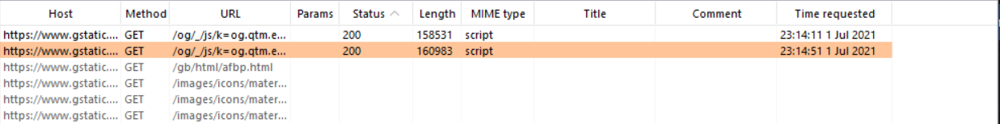 Host Method URL Params Status Length MIME type Title Comment Time requested
https://www.gstatic.... GET /og/_/js/k=og.qtm.e... 200 158531 script 23:14:11 1 Jul 2021
https://www.gstatic.... GET /og/_/js/k=og.qtm.e... 200 160983 script 23:14:51 1 Jul 2021
https://www.gstatic.... GET /gb/html/afbp.html
https://www.gstatic.... GET /images/icons/mater...
https://www.gstatic.... GET /images/icons/mater...
https://www.gstatic.... GET /images/icons/mater...